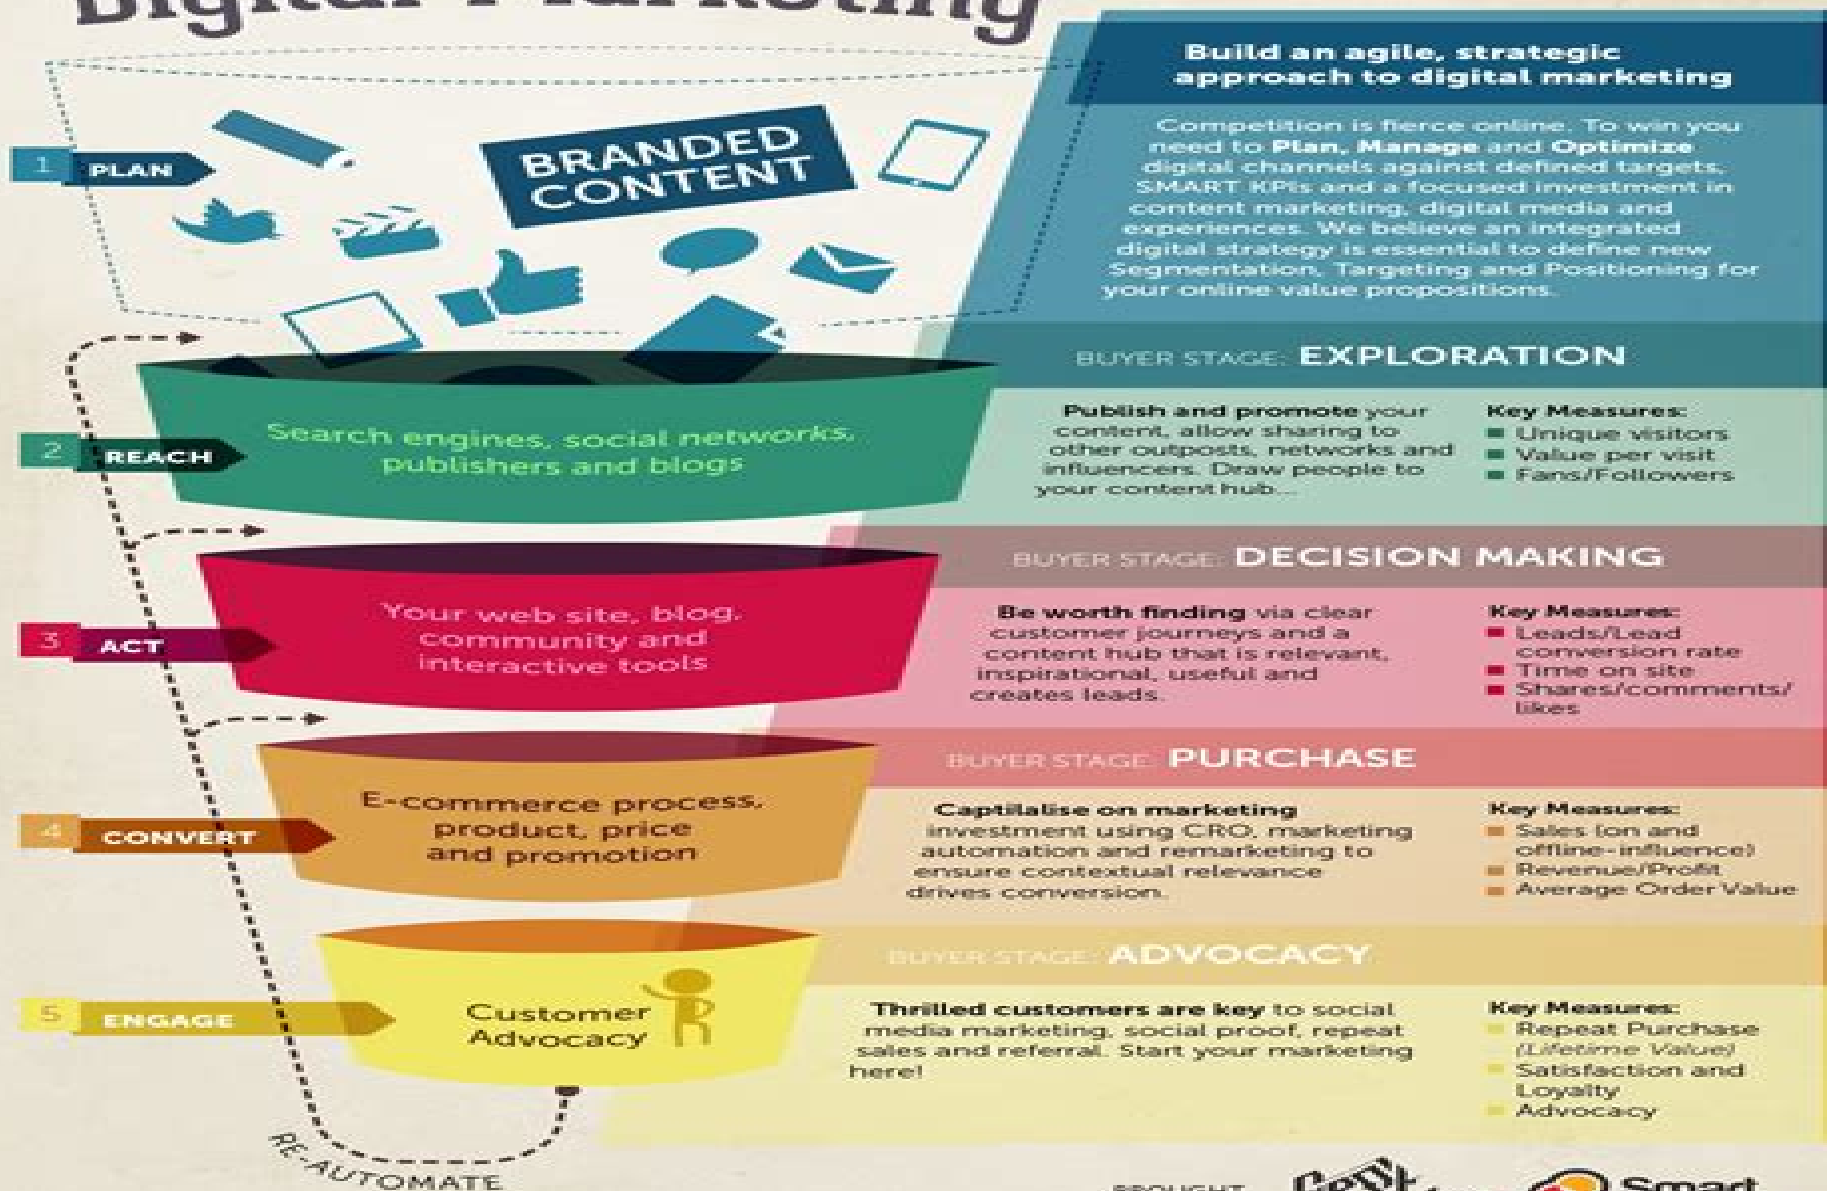 Digital Marketing
Build an agile, strategic
approach to digital marketing
Competition is fierce online. To win you
need to Plan, Manage and Optimize
digital channels against defined targets,
SMART KPIs and a focused investment in
content marketing, digital media and
experiences. We believe an integrated
digital strategy is essential to define new
Segmentation, Targeting and Positioning for
your online value propositions.
1 PLAN
BRANDED
CONTENT
BUYER STAGE: EXPLORATION
2 REACH
Search engines, social networks,
publishers and blogs
Publish and promote your
content, allow sharing to
other outposts, networks and
influencers. Draw people to
your content hub...
Key Measures:
Unique visitors
Value per visit
Fans/Followers
BUYER STAGE: DECISION MAKING
3 ACT
Your web site, blog,
community and
interactive tools
Be worth finding via clear
customer journeys and a
content hub that is relevant,
inspirational, useful and
creates leads.
Key Measures:
Leads/Lead
conversion rate
Time on site
Shares/comments/
likes
BUYER STAGE: PURCHASE
4 CONVERT
E-commerce process,
product, price
and promotion
Captilalise on marketing
investment using CRO, marketing
automation and remarketing to
ensure contextual relevance
drives conversion.
Key Measures:
Sales (on and
offline-influence)
Revenue/Profit
Average Order Value
BUYER STAGE: ADVOCACY
5 ENGAGE
Customer
Advocacy
Thrilled customers are key to social
media marketing, social proof, repeat
sales and referral. Start your marketing
here!
Key Measures:
Repeat Purchase
(Lifetime Value)
Satisfaction and
Loyalty
Advocacy
RE-AUTOMATE
BROUGHT
Smart